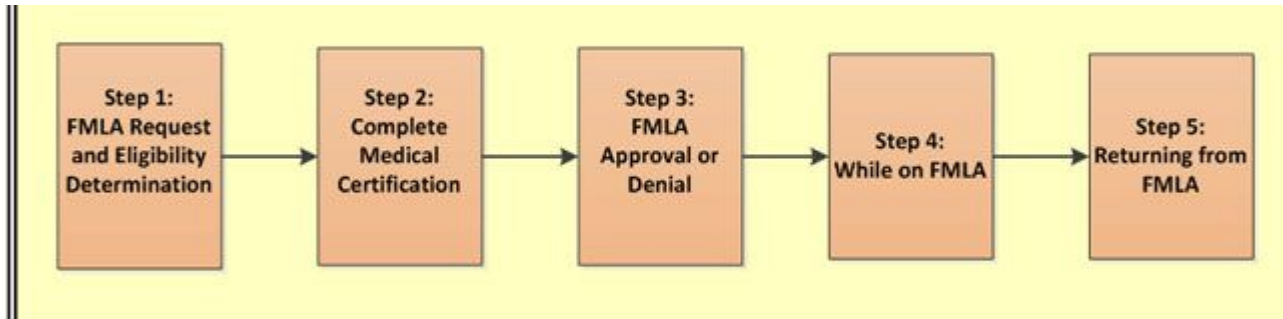 Step 1:
FMLA Request
and Eligibility
Determination
Step 2:
Complete
Medical
Certification
Step 3:
FMLA
Approval or
Denial
Step 4:
While on FMLA
Step 5:
Returning from
FMLA